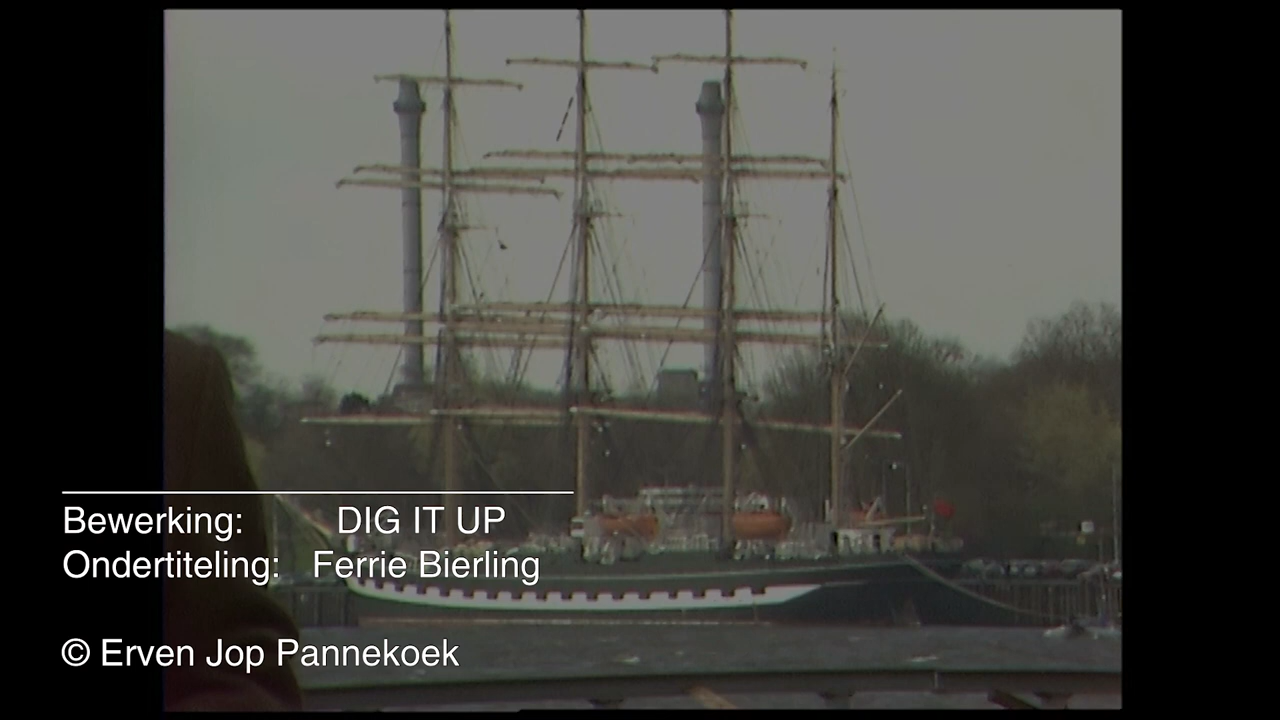 Bewerking: DIG IT UP
Ondertiteling: Ferrie Bierling
© Erven Jop Pannekoek